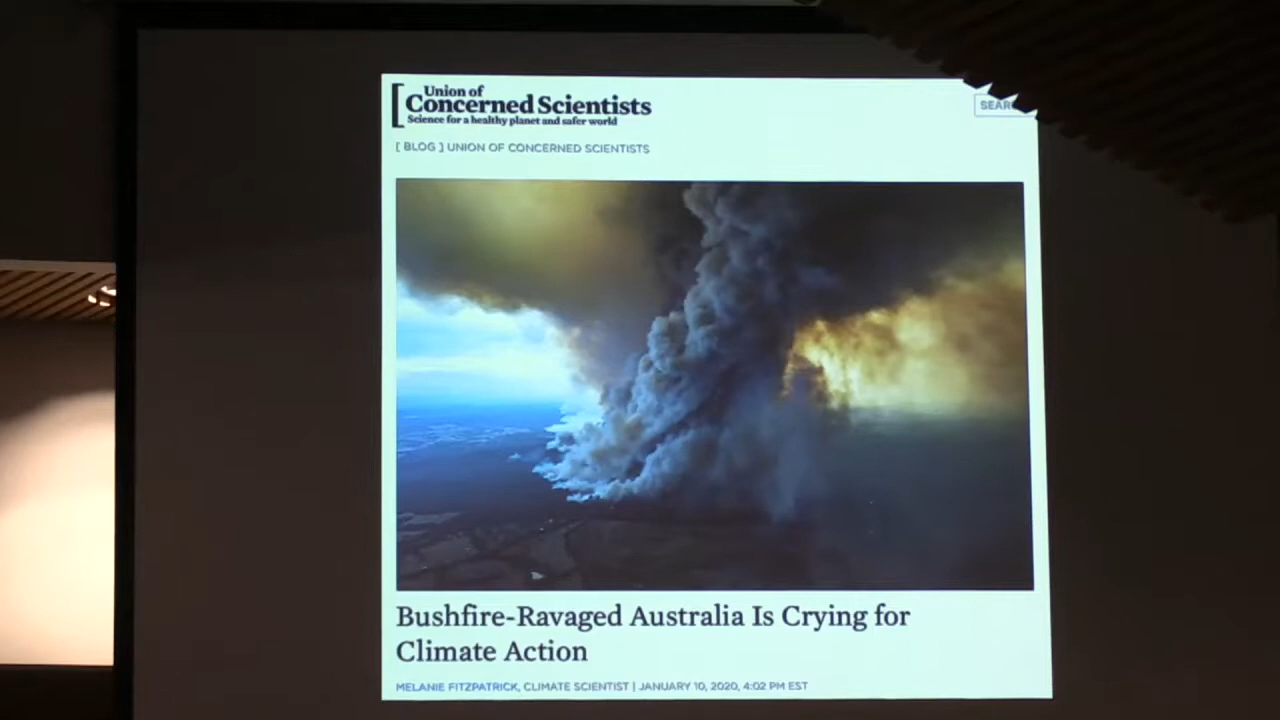 Union of
Concerned Scientists
Science for a healthy planet and safer world
[ BLOG ] UNION OF CONCERNED SCIENTISTS
Bushfire-Ravaged Australia Is Crying for
Climate Action
MELANIE FITZPATRICK, CLIMATE SCIENTIST | JANUARY 10, 2020, 4:02 PM EST